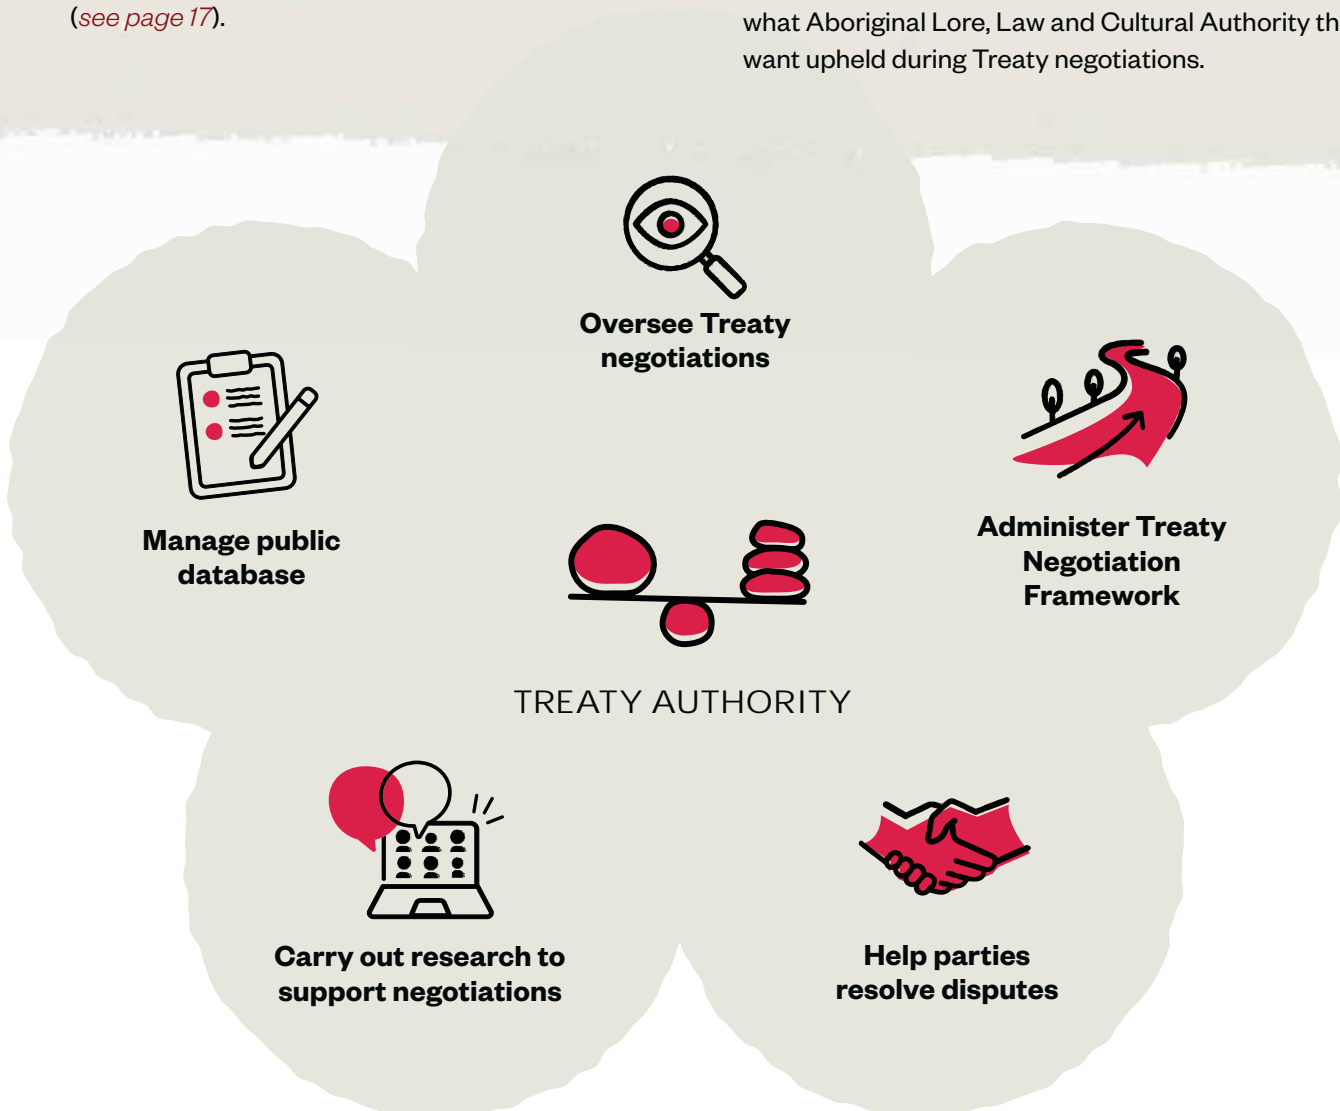 (see page 17).
what Aboriginal Lore, Law and Cultural Authority th
want upheld during Treaty negotiations.
Oversee Treaty
negotiations
Manage public
database
Administer Treaty
Negotiation
Framework
TREATY AUTHORITY
Carry out research to
support negotiations
Help parties
resolve disputes